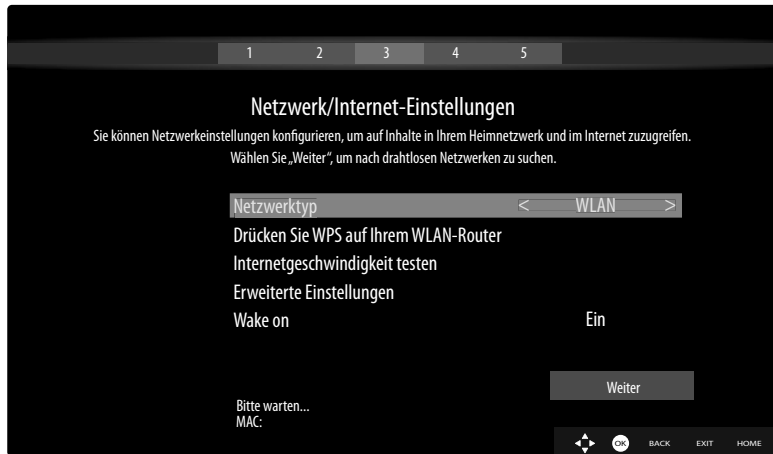 1 2 3 4 5
Netzwerk/Internet-Einstellungen
Sie können Netzwerkeinstellungen konfigurieren, um auf Inhalte in Ihrem Heimnetzwerk und im Internet zuzugreifen.
Wählen Sie „Weiter“, um nach drahtlosen Netzwerken zu suchen.
Netzwerktyp < WLAN >
Drücken Sie WPS auf Ihrem WLAN-Router
Internetgeschwindigkeit testen
Erweiterte Einstellungen
Wake on Ein
Weiter
Bitte warten...
MAC:
OK BACK EXIT HOME